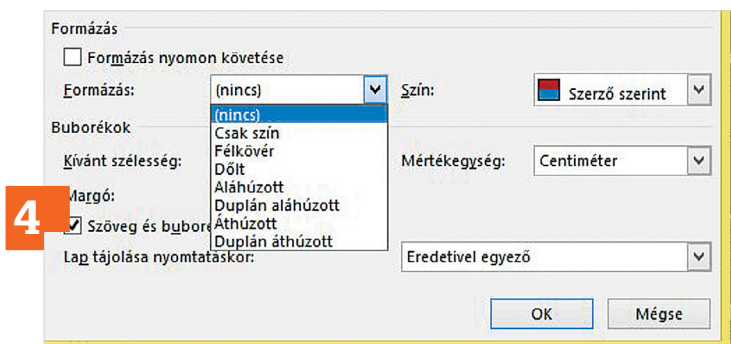 Formázás
Formázás nyomon követése
Formázás: (nincs) Szín: Szerző szerint
(nincs)
Csak szín
Félkövér
Dőlt
Aláhúzott
Duplán aláhúzott
Áthúzott
Duplán áthúzott
Buborékok
Kívánt szélesség: Mértékegység: Centiméter
Margó:
4
Szöveg és
Lap tájolása nyomtatáskor: Eredetivel egyező
OK Mégse